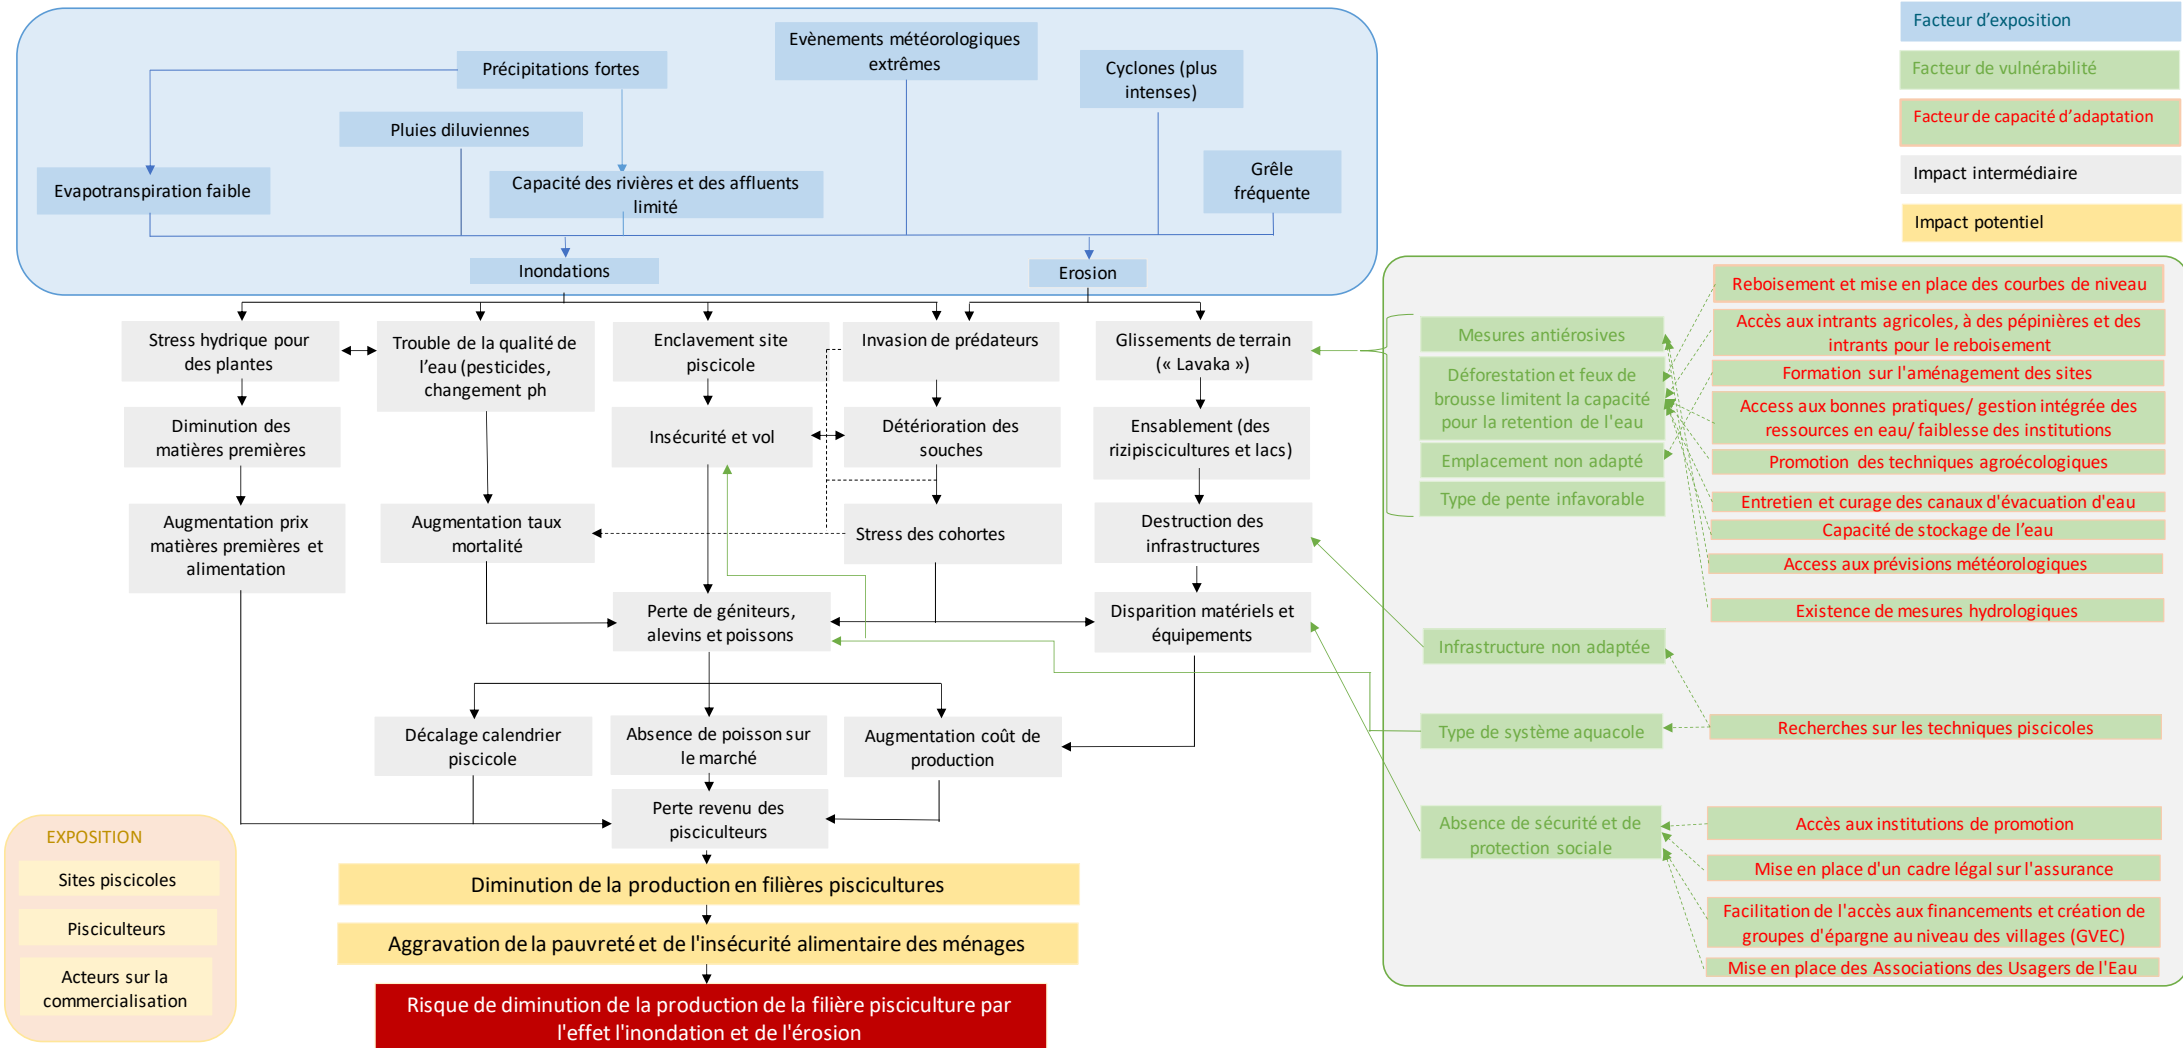 Facteur d'exposition
Facteur de vulnérabilité
Facteur de capacité d'adaptation
Impact intermédiaire
Impact potentiel
Evènements météorologiques
extrêmes
Précipitations fortes
Cyclones (plus
intenses)
Pluies diluviennes
Evapotranspiration faible
Capacité des rivières et des affluents
limité
Grêle
fréquente
Inondations
Erosion
Stress hydrique pour
des plantes
Trouble de la qualité de
l'eau (pesticides,
changement ph
Enclavement site
piscicole
Invasion de prédateurs
Glissements de terrain
(« Lavaka »)
Diminution des
matières premières
Insécurité et vol
Détérioration des
souches
Ensablement (des
rizipiscicultures et lacs)
Augmentation prix
matières premières et
alimentation
Augmentation taux
mortalité
Stress des cohortes
Destruction des
infrastructures
Perte de géniteurs,
alevins et poissons
Disparition matériels et
équipements
Décalage calendrier
piscicole
Absence de poisson sur
le marché
Augmentation coût de
production
Perte revenu des
pisciculteurs
Diminution de la production en filières piscicultures
Aggravation de la pauvreté et de l'insécurité alimentaire des ménages
Risque de diminution de la production de la filière pisciculture par
l'effet l'inondation et de l'érosion
EXPOSITION
Sites piscicoles
Pisciculteurs
Acteurs sur la
commercialisation
Mesures antiérosives
Déforestation et feux de
brousse limitent la capacité
pour la retention de l'eau
Emplacement non adapté
Type de pente infavorable
Infrastructure non adaptée
Type de système aquacole
Absence de sécurité et de
protection sociale
Reboisement et mise en place des courbes de niveau
Accès aux intrants agricoles, à des pépinières et des
intrants pour le reboisement
Formation sur l'aménagement des sites
Access aux bonnes pratiques/ gestion intégrée des
ressources en eau/ faiblesse des institutions
Promotion des techniques agroécologiques
Entretien et curage des canaux d'évacuation d'eau
Capacité de stockage de l'eau
Access aux prévisions météorologiques
Existence de mesures hydrologiques
Recherches sur les techniques piscicoles
Accès aux institutions de promotion
Mise en place d'un cadre légal sur l'assurance
Facilitation de l'accès aux financements et création de
groupes d'épargne au niveau des villages (GVEC)
Mise en place des Associations des Usagers de l'Eau